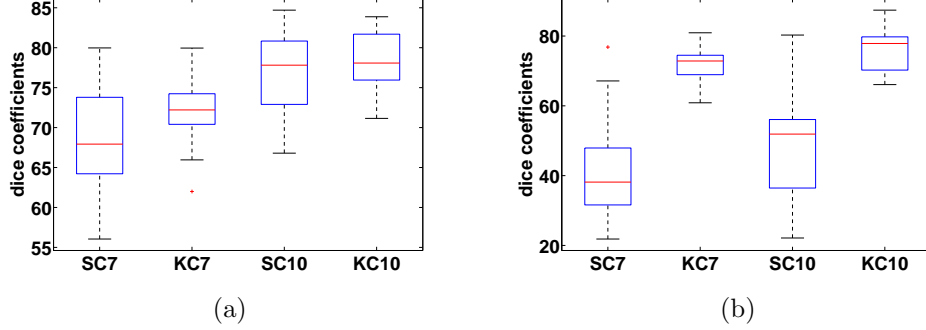 85
80
75
70
65
60
55
dice coefficients
SC7 KC7 SC10 KC10
(a)
80
60
40
20
dice coefficients
SC7 KC7 SC10 KC10
(b)